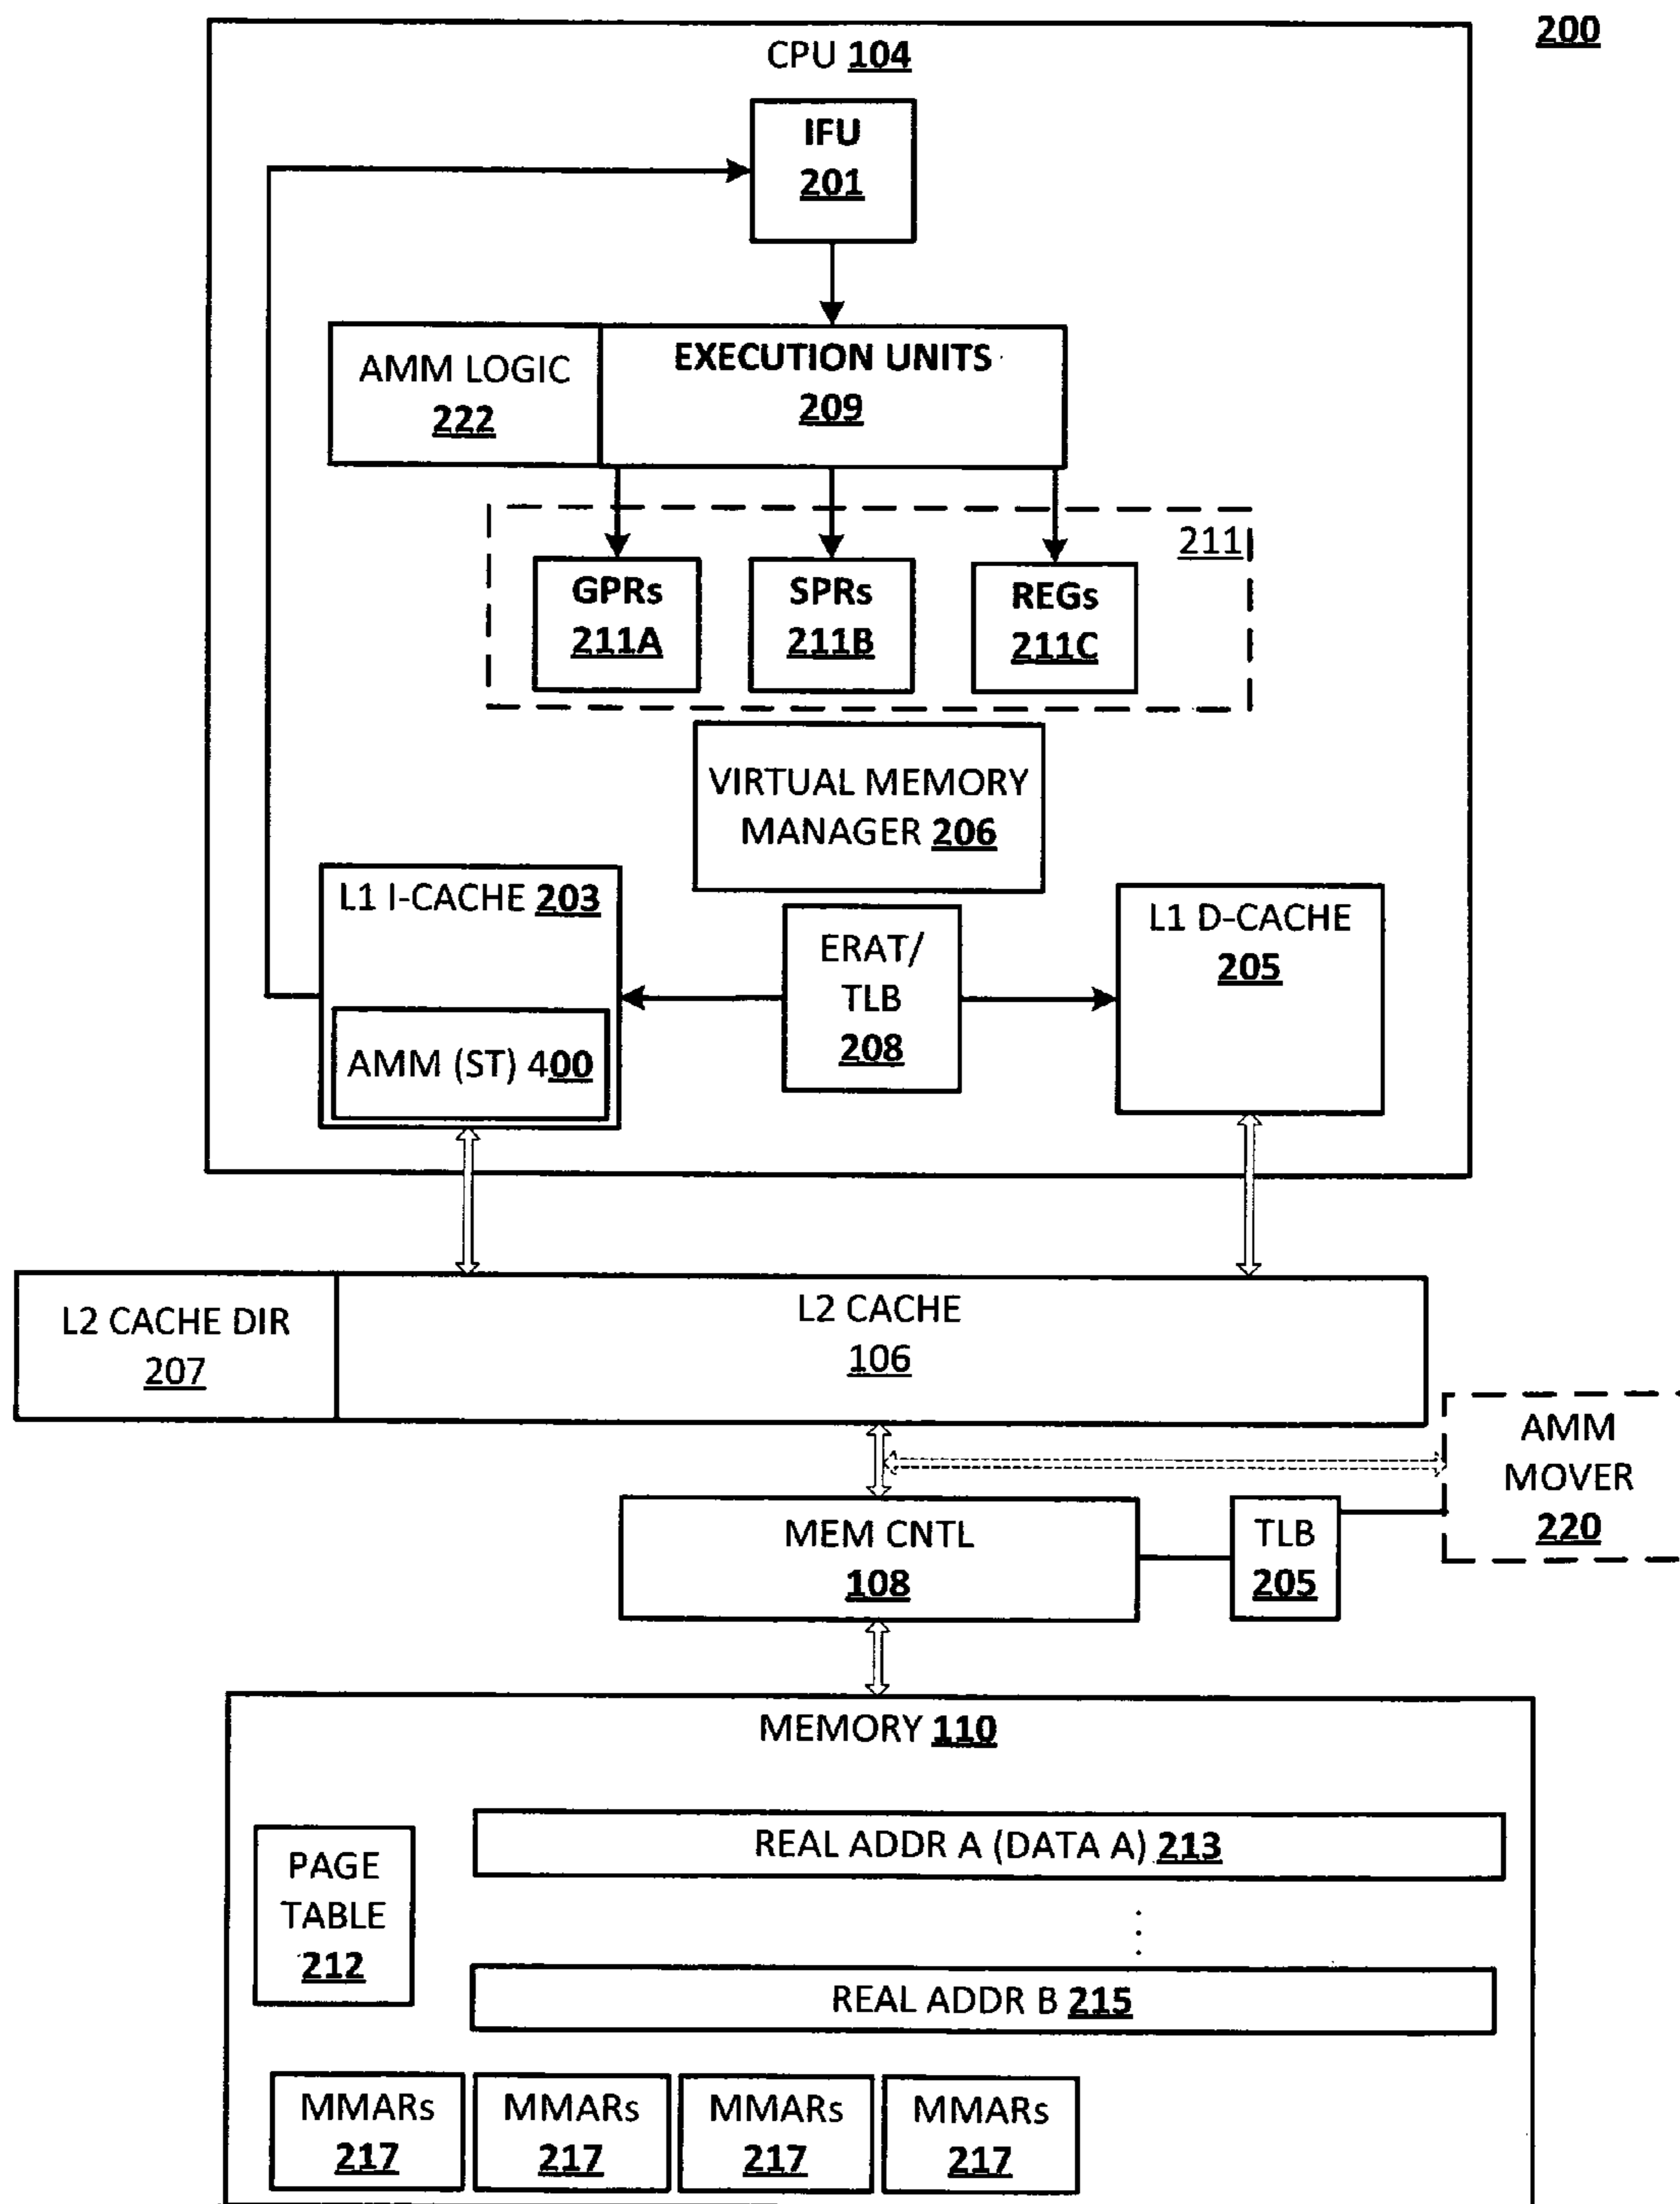 200
CPU 104
IFU
201
AMM LOGIC
222
EXECUTION UNITS
209
211
GPRs
211A
SPRs
211B
REGs
211C
VIRTUAL MEMORY
MANAGER 206
L1 I-CACHE 203
AMM (ST) 400
ERAT/
TLB
208
L1 D-CACHE
205
L2 CACHE DIR
207
L2 CACHE
106
AMM
MOVER
220
MEM CNTL
108
TLB
205
MEMORY 110
PAGE
TABLE
212
REAL ADDR A (DATA A) 213
REAL ADDR B 215
MMARs
217
MMARs
217
MMARs
217
MMARs
217